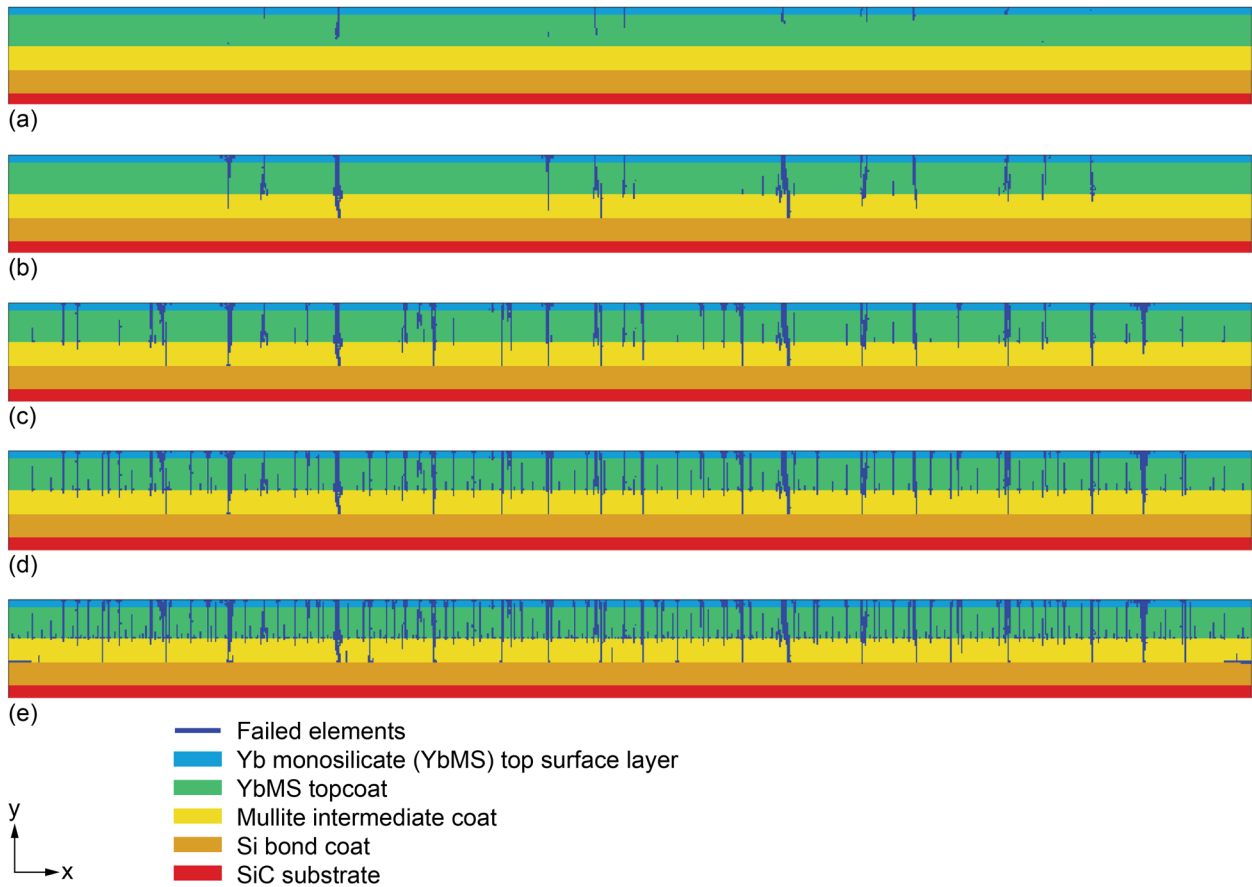 (a)
(b)
(c)
(d)
(e)
Failed elements
Yb monosilicate (YbMS) top surface layer
YbMS topcoat
Mullite intermediate coat
Si bond coat
SiC substrate
y
x